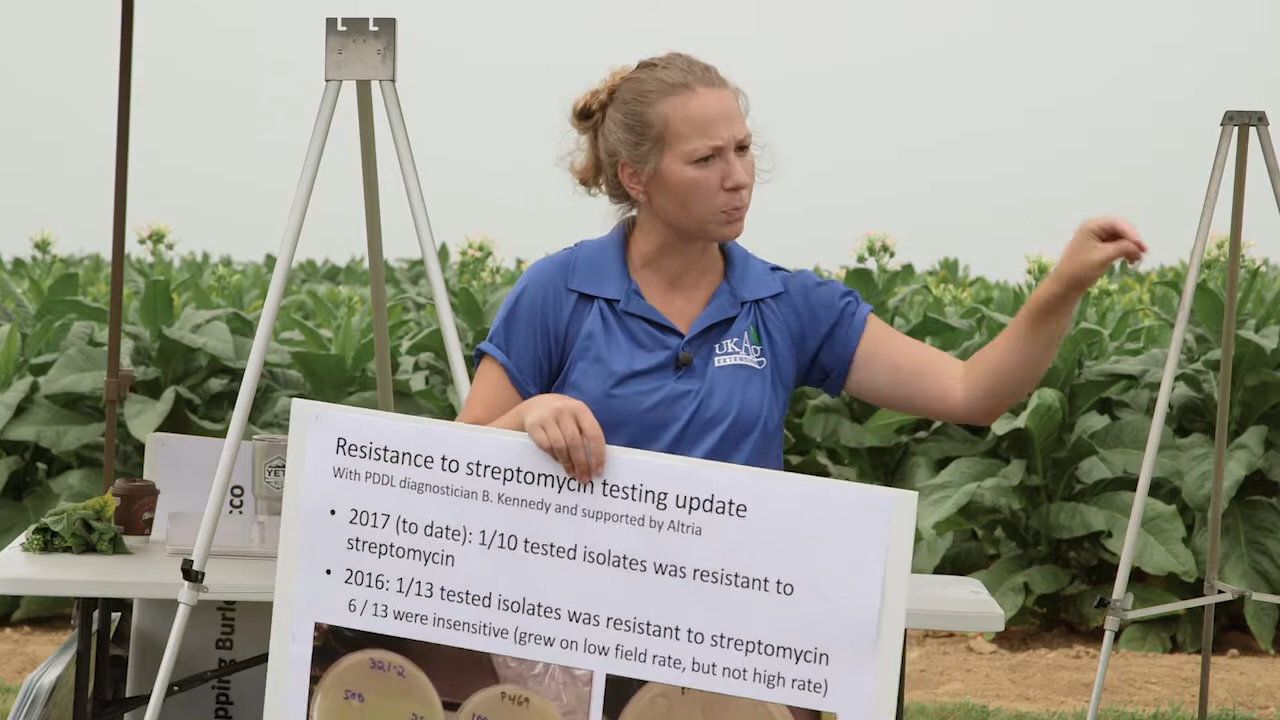 UKAg
EXTENSION
YETI
.co
Resistance to streptomycin testing update
With PDDL diagnostician B. Kennedy and supported by Altria
• 2017 (to date): 1/10 tested isolates was resistant to
streptomycin
• 2016: 1/13 tested isolates was resistant to streptomycin
6 / 13 were insensitive (grew on low field rate, but not high rate)
321-2
500
P469